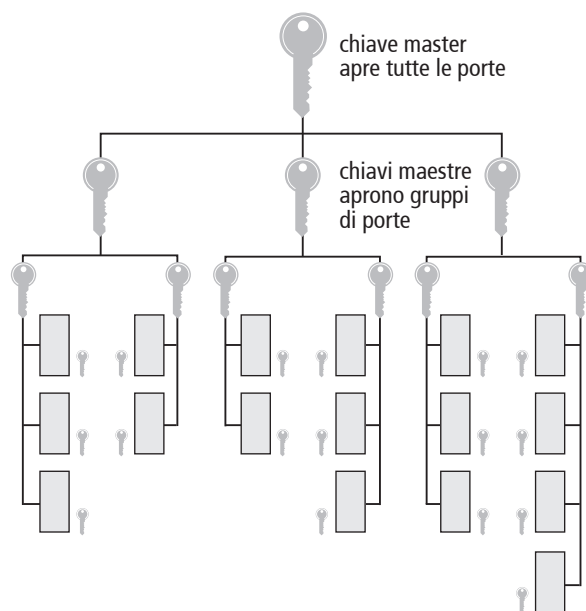 chiave master
apre tutte le porte
chiavi maestre
aprono gruppi
di porte